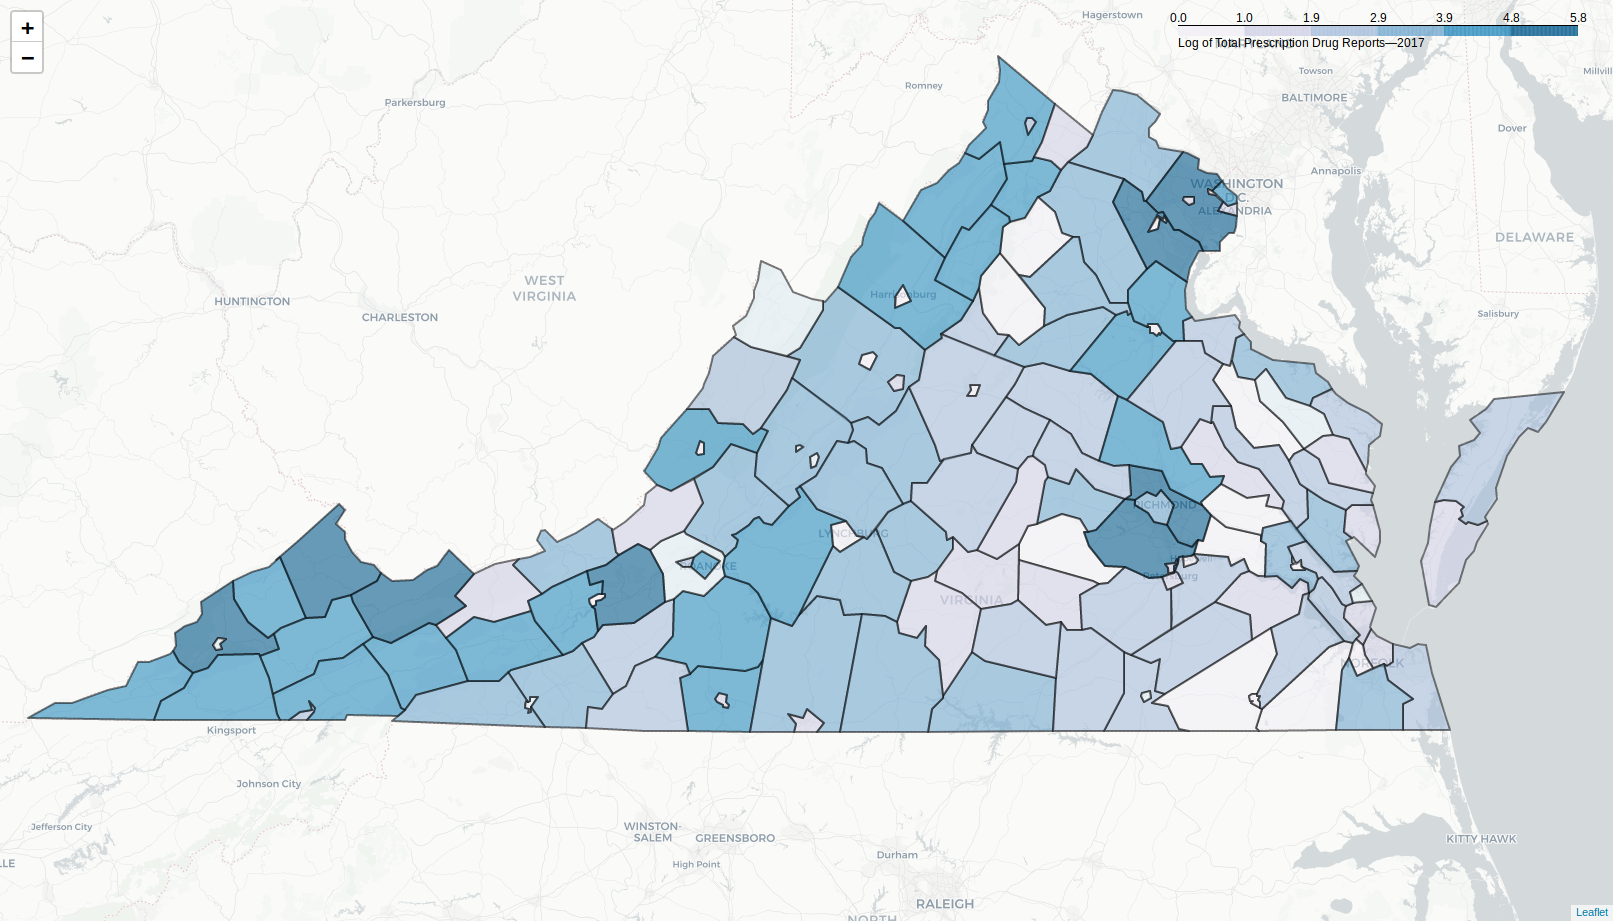 +
−
Hagerstown
0.0 1.0 1.9 2.9 3.9 4.8 5.8
Log of Total Prescription Drug Reports—2017
Towson
Millvill
Romney
BALTIMORE
Parkersburg
Dover
Annapolis
WASHINGTON
D.C.
ALEXANDRIA
DELAWARE
WEST
VIRGINIA
HUNTINGTON
Harrisonburg
CHARLESTON
Salisbury
RICHMOND
LYNCHBURG
ROANOKE
Petersburg
VIRGINIA
NORFOLK
Kingsport
Johnson City
Jefferson City
WINSTON-
SALEM
GREENSBORO
KITTY HAWK
LLE
High Point
Durham
RALEIGH
NORTH
Leaflet